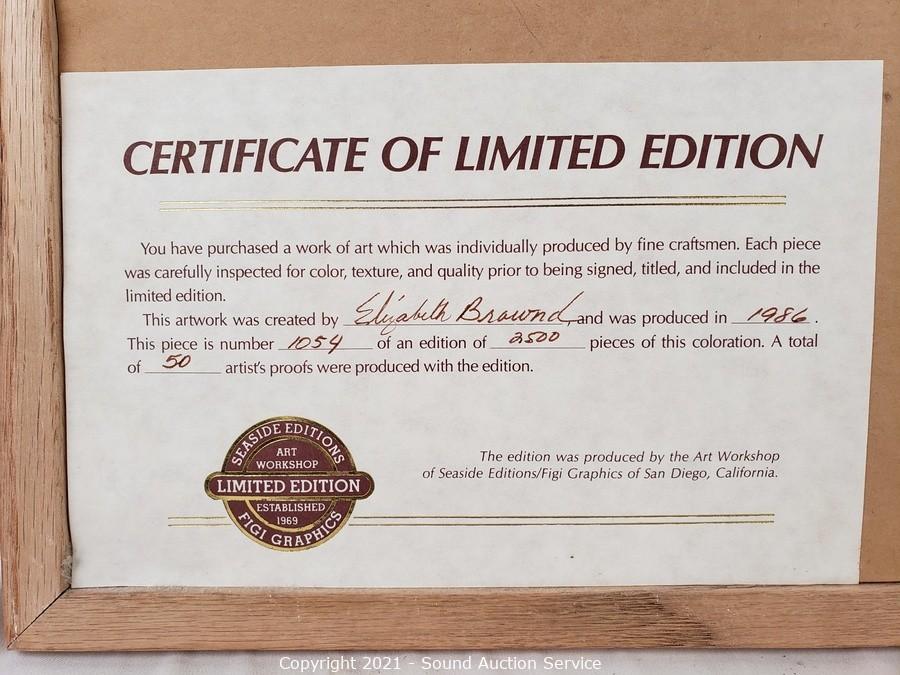 CERTIFICATE OF LIMITED EDITION
You have purchased a work of art which was individually produced by fine craftsmen. Each piece
was carefully inspected for color, texture, and quality prior to being signed, titled, and included in the
limited edition.
This artwork was created by Elizabeth Brownd, and was produced in 1986.
This piece is number 1054 of an edition of 2500 pieces of this coloration. A total
of 50 artist's proofs were produced with the edition.
SEASIDE EDITIONS
ART
WORKSHOP
LIMITED EDITION
ESTABLISHED
1969
FIGI GRAPHICS
The edition was produced by the Art Workshop
of Seaside Editions/Figi Graphics of San Diego, California.
Copyright 2021 - Sound Auction Service